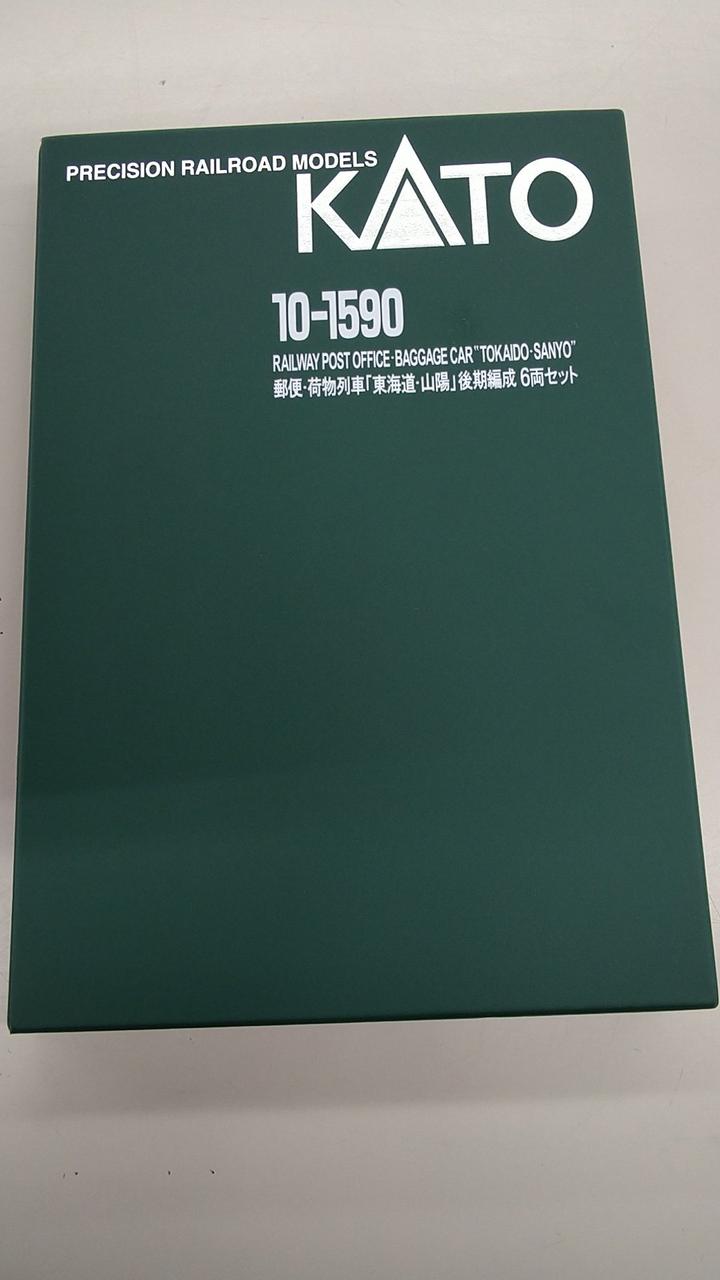 PRECISION RAILROAD MODELS
KATO
10-1590
RAILWAY POST OFFICE·BAGGAGE CAR "TOKAIDO·SANYO"
郵便·荷物列車「東海道·山陽」後期編成 6両セット